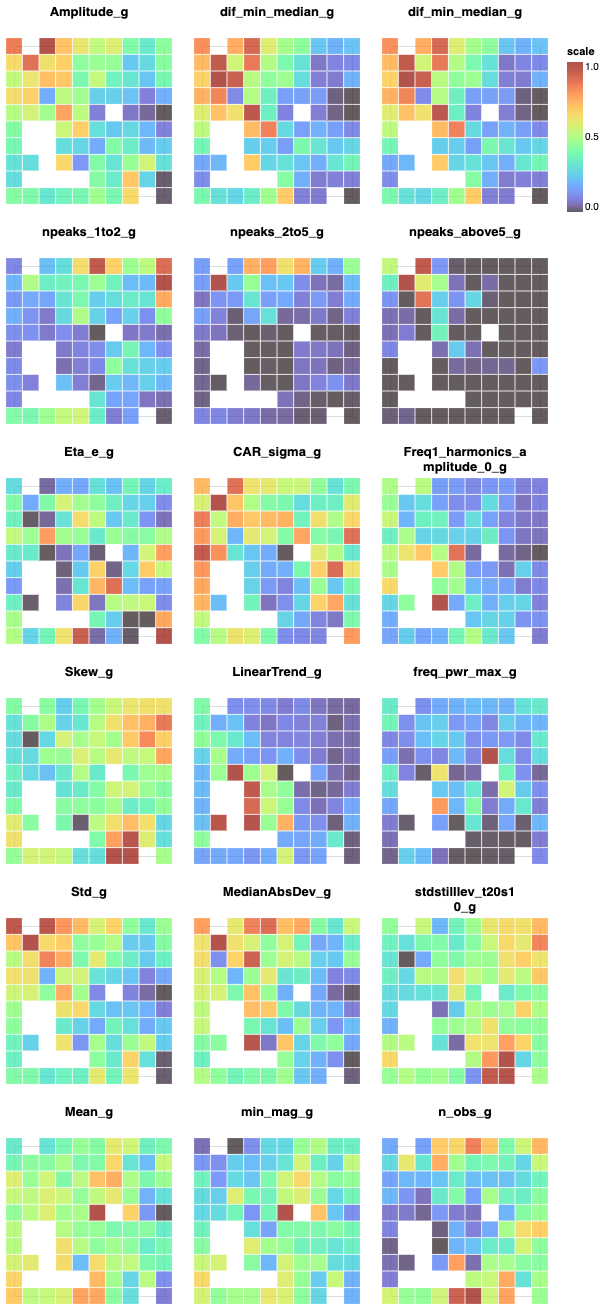 Amplitude_g
dif_min_median_g
dif_min_median_g
scale
1.0
0.5
0.0
npeaks_1to2_g
npeaks_2to5_g
npeaks_above5_g
Eta_e_g
CAR_sigma_g
Freq1_harmonics_a
mplitude_0_g
Skew_g
LinearTrend_g
freq_pwr_max_g
Std_g
MedianAbsDev_g
stdstilllev_t20s1
0_g
Mean_g
min_mag_g
n_obs_g